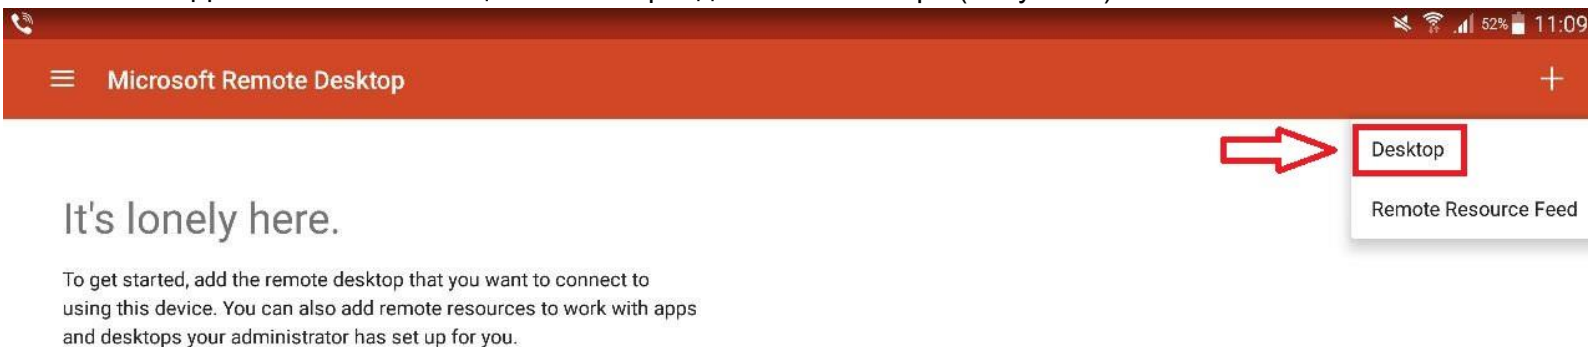 52% 11:09
Microsoft Remote Desktop +
Desktop
Remote Resource Feed
It's lonely here.
To get started, add the remote desktop that you want to connect to
using this device. You can also add remote resources to work with apps
and desktops your administrator has set up for you.